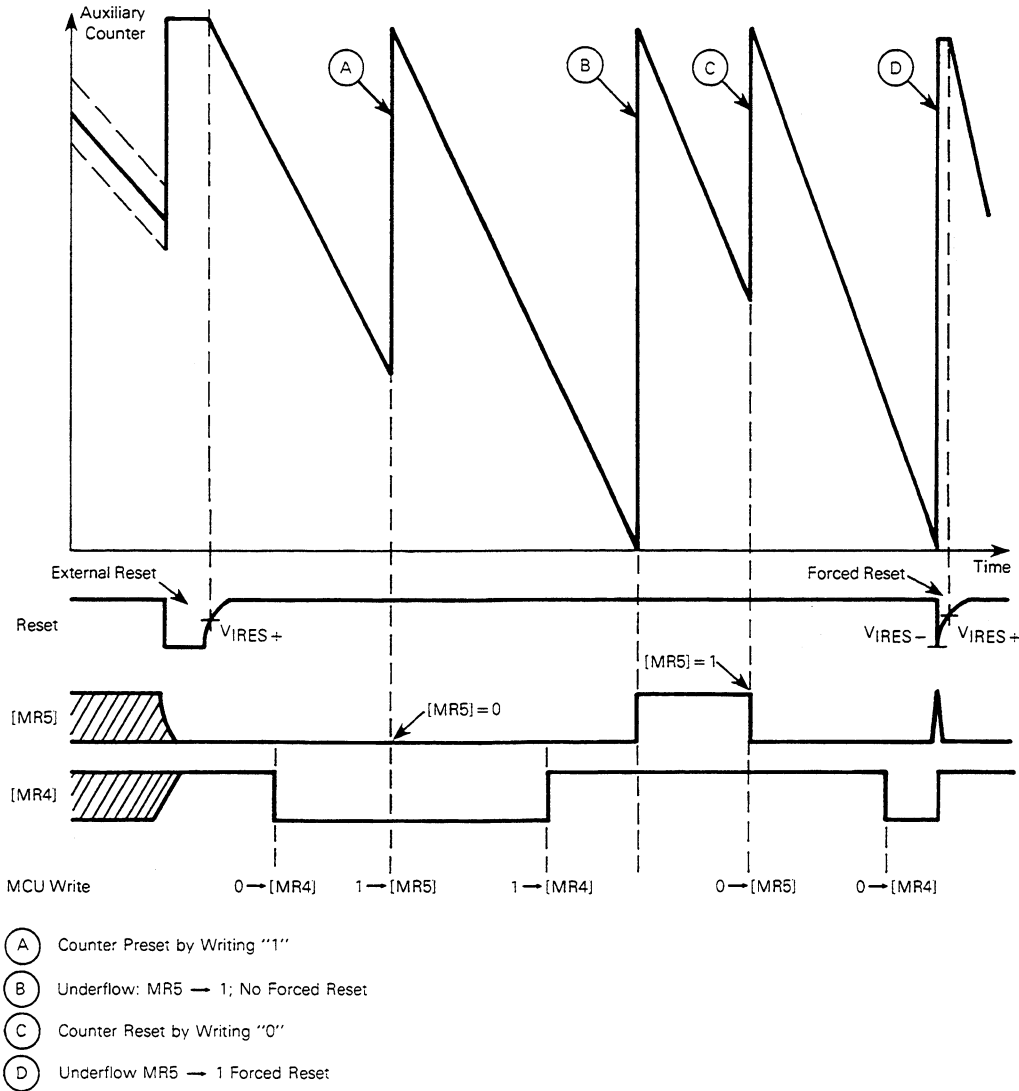 Auxiliary
Counter
A
B
C
D
Time
External Reset
Forced Reset
Reset
VIRES+
VIRES−
VIRES+
[MR5]=1
[MR5]
[MR5]=0
[MR4]
MCU Write
0→[MR4]
1→[MR5]
1→[MR4]
0→[MR5]
0→[MR4]
A Counter Preset by Writing "1"
B Underflow: MR5 → 1; No Forced Reset
C Counter Reset by Writing "0"
D Underflow MR5 → 1 Forced Reset